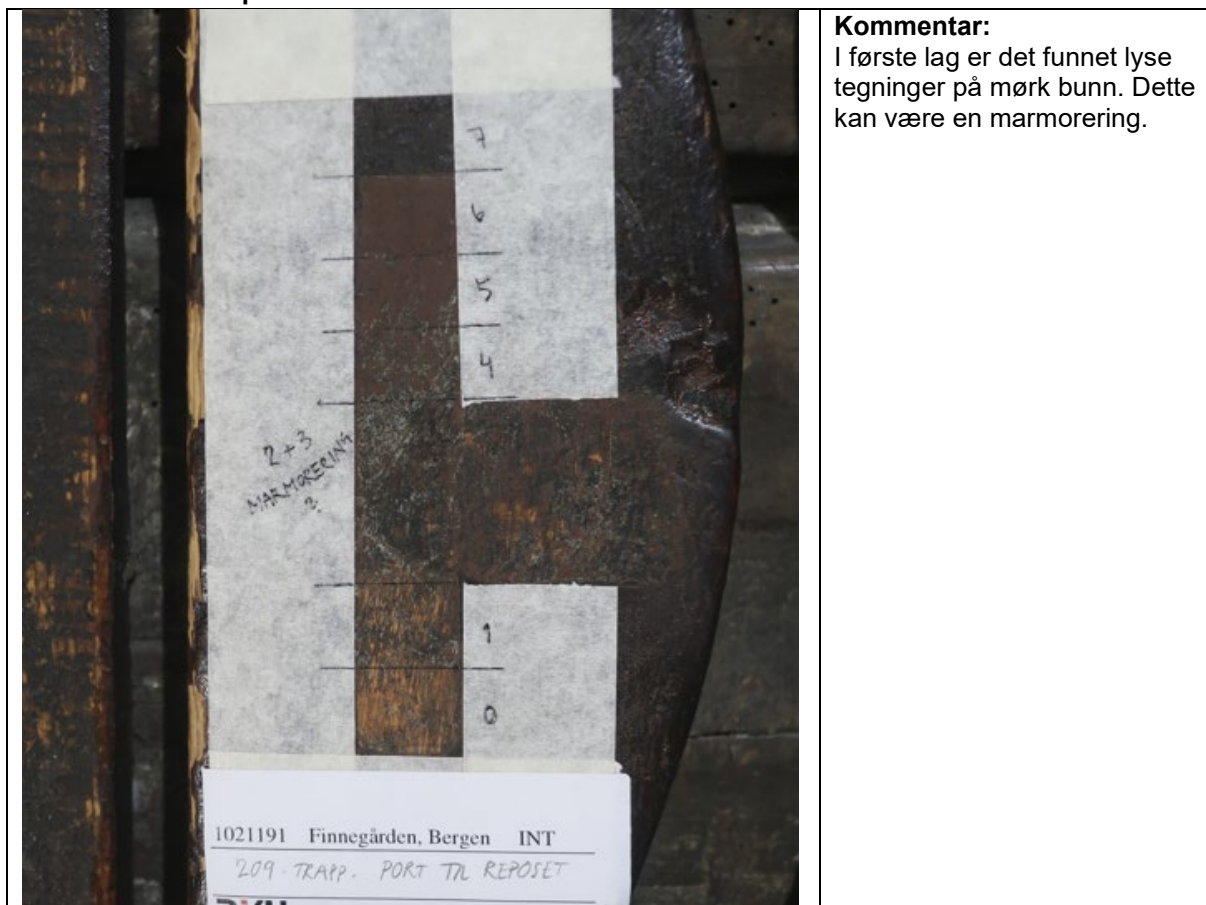 Kommentar:
I første lag er det funnet lyse
tegninger på mørk bunn. Dette
kan være en marmorering.
7
6
5
4
2+3
MARMORERING
?
1
0
1021191 Finnegården, Bergen INT
209. TRAPP. PORT TIL REPOSET